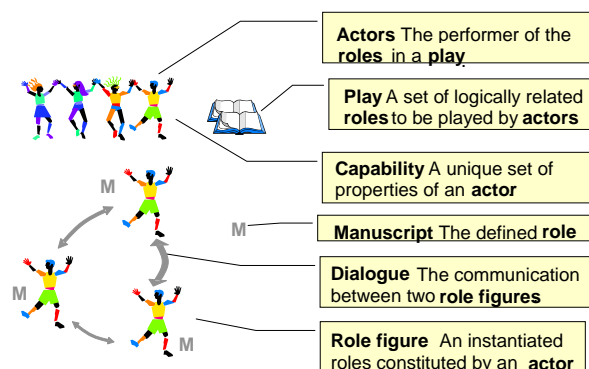 Actors The performer of the
roles in a play
Play A set of logically related
roles to be played by actors
Capability A unique set of
properties of an actor
M
M
Manuscript The defined role
Dialogue The communication
between two role figures
M
M
Role figure An instantiated
roles constituted by an actor